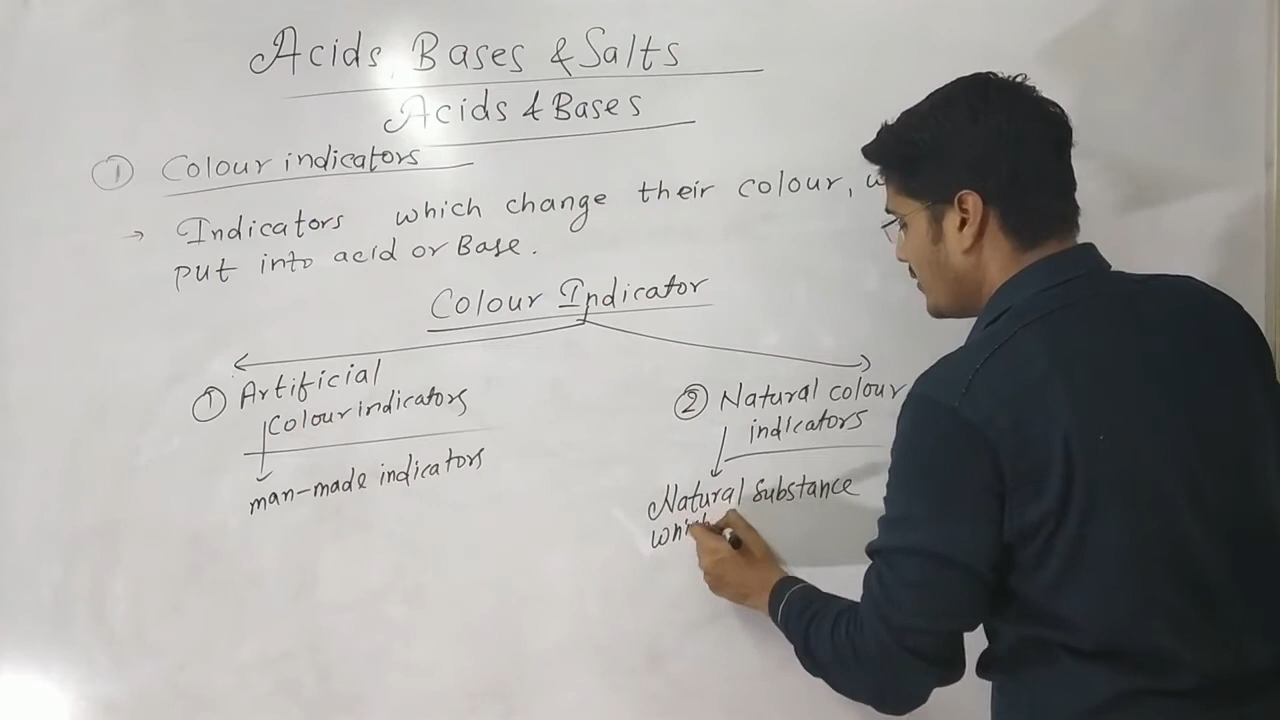 Acids, Bases & Salts
Acids & Bases
① Colour indicators
→ Indicators which change their colour,
put into acid or Base.
Colour Indicator
① Artificial
Colour indicators
man-made indicators
② Natural colour
indicators
Natural substance